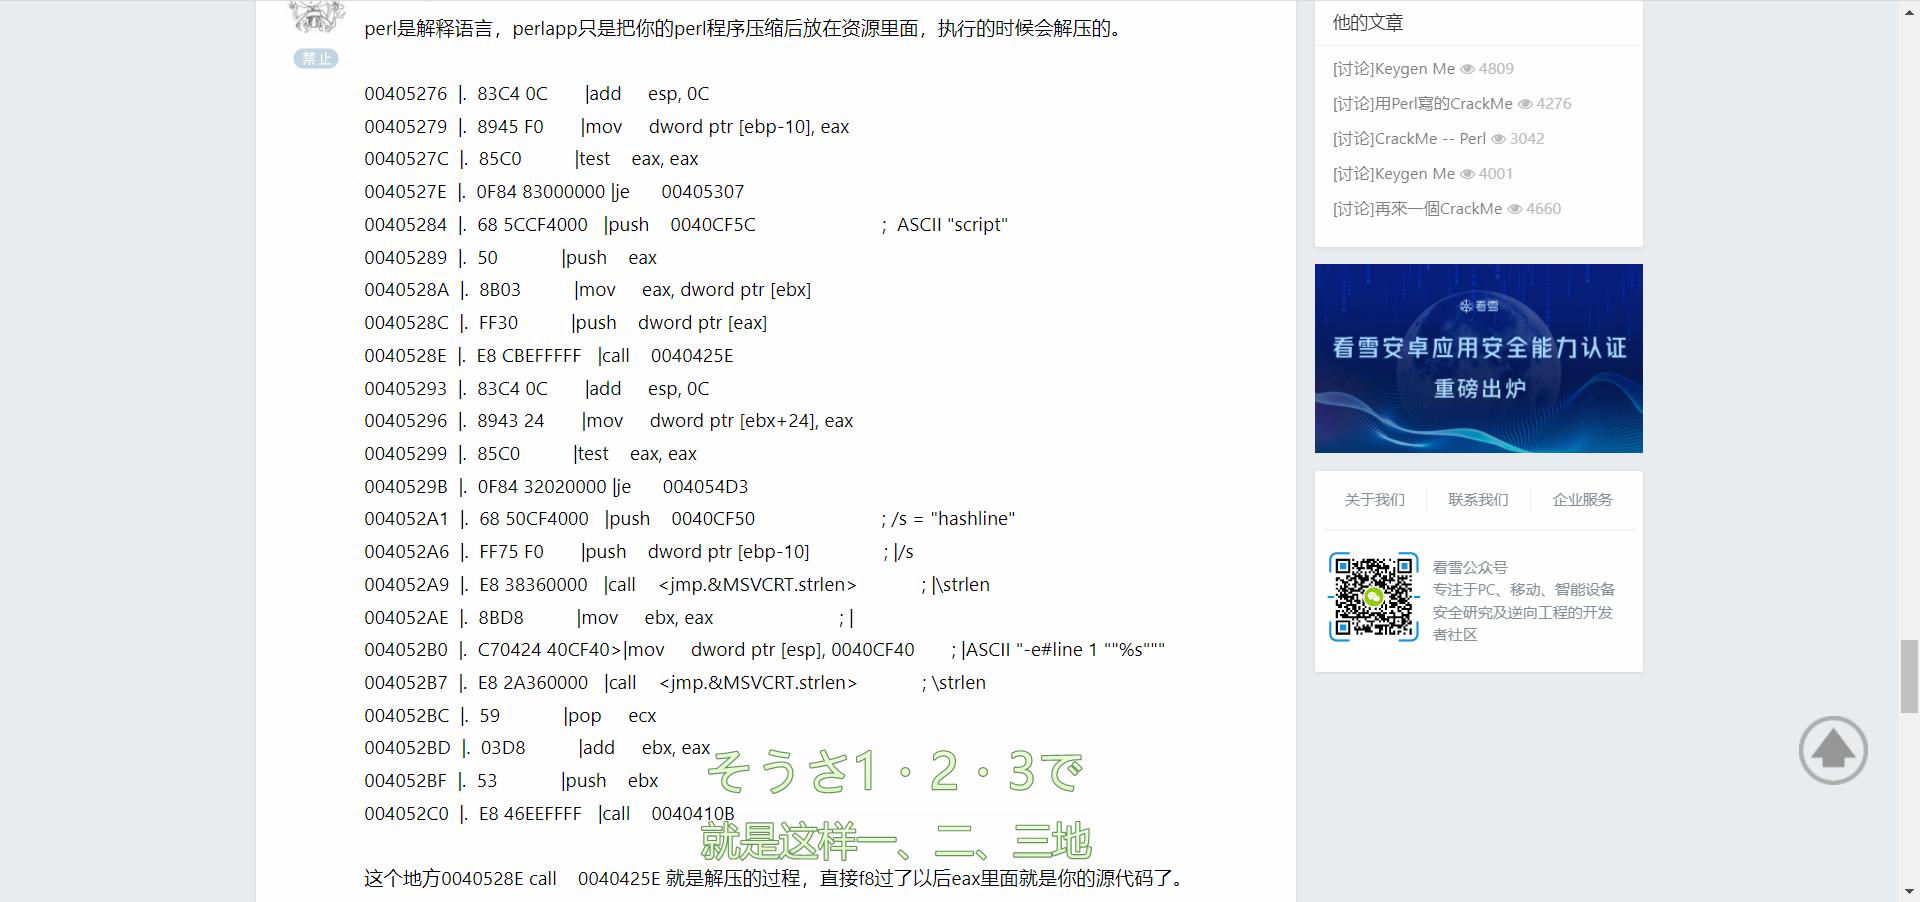 perl是解释语言，perlapp只是把你的perl程序压缩后放在资源里面，执行的时候会解压的。
禁止
00405276 |. 83C4 0C |add esp, 0C
00405279 |. 8945 F0 |mov dword ptr [ebp-10], eax
0040527C |. 85C0 |test eax, eax
0040527E |. 0F84 83000000 |je 00405307
00405284 |. 68 5CCF4000 |push 0040CF5C ; ASCII "script"
00405289 |. 50 |push eax
0040528A |. 8B03 |mov eax, dword ptr [ebx]
0040528C |. FF30 |push dword ptr [eax]
0040528E |. E8 CBEFFFFF |call 0040425E
00405293 |. 83C4 0C |add esp, 0C
00405296 |. 8943 24 |mov dword ptr [ebx+24], eax
00405299 |. 85C0 |test eax, eax
0040529B |. 0F84 32020000 |je 004054D3
004052A1 |. 68 50CF4000 |push 0040CF50 ; /s = "hashline"
004052A6 |. FF75 F0 |push dword ptr [ebp-10] ; |/s
004052A9 |. E8 38360000 |call <jmp.&MSVCRT.strlen> ; |\strlen
004052AE |. 8BD8 |mov ebx, eax ; |
004052B0 |. C70424 40CF40>|mov dword ptr [esp], 0040CF40 ; |ASCII "-e#line 1 ""%s"""
004052B7 |. E8 2A360000 |call <jmp.&MSVCRT.strlen> ; \strlen
004052BC |. 59 |pop ecx
004052BD |. 03D8 |add ebx, eax
004052BF |. 53 |push ebx
004052C0 |. E8 46EEFFFF |call 0040410B
そうさ1・2・3で
就是这样一、二、三地
这个地方0040528E call 0040425E 就是解压的过程，直接f8过了以后eax里面就是你的源代码了。
他的文章
[讨论]Keygen Me 4809
[讨论]用Perl寫的CrackMe 4276
[讨论]CrackMe -- Perl 3042
[讨论]Keygen Me 4001
[讨论]再來一個CrackMe 4660
看雪
看雪安卓应用安全能力认证
重磅出炉
关于我们 联系我们 企业服务
看雪公众号
专注于PC、移动、智能设备
安全研究及逆向工程的开发
者社区